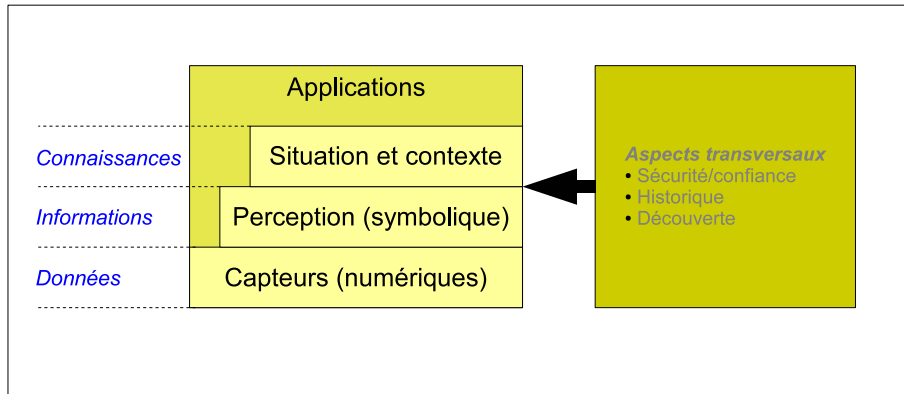 Applications
Connaissances
Situation et contexte
Informations
Perception (symbolique)
Données
Capteurs (numériques)
Aspects transversaux
• Sécurité/confiance
• Historique
• Découverte